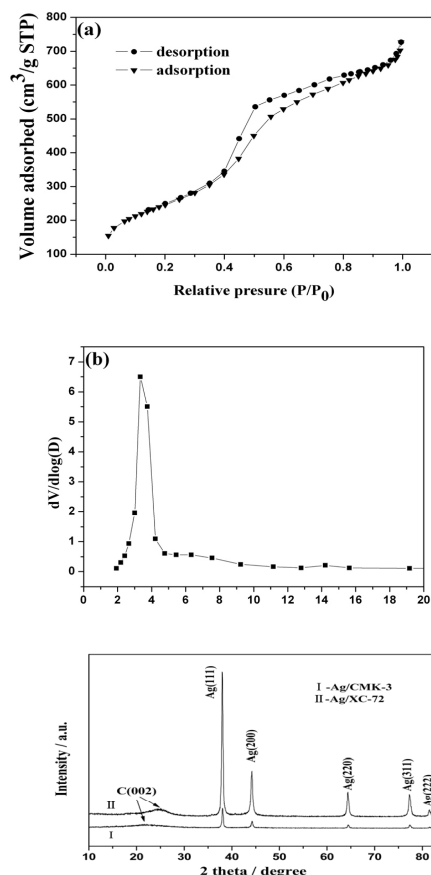 (a)
desorption
adsorption
Volume adsorbed (cm³/g STP)
800
700
600
500
400
300
200
100
0.0 0.2 0.4 0.6 0.8 1.0
Relative presure (P/P₀)
(b)
dV/dlog(D)
7
6
5
4
3
2
1
0
0 2 4 6 8 10 12 14 16 18 20
Intensity / a.u.
Ag(111)
Ag(200)
Ag(220)
Ag(311)
Ag(222)
Ⅰ-Ag/CMK-3
Ⅱ-Ag/XC-72
C(002)
Ⅱ
Ⅰ
10 20 30 40 50 60 70 80
2 theta / degree